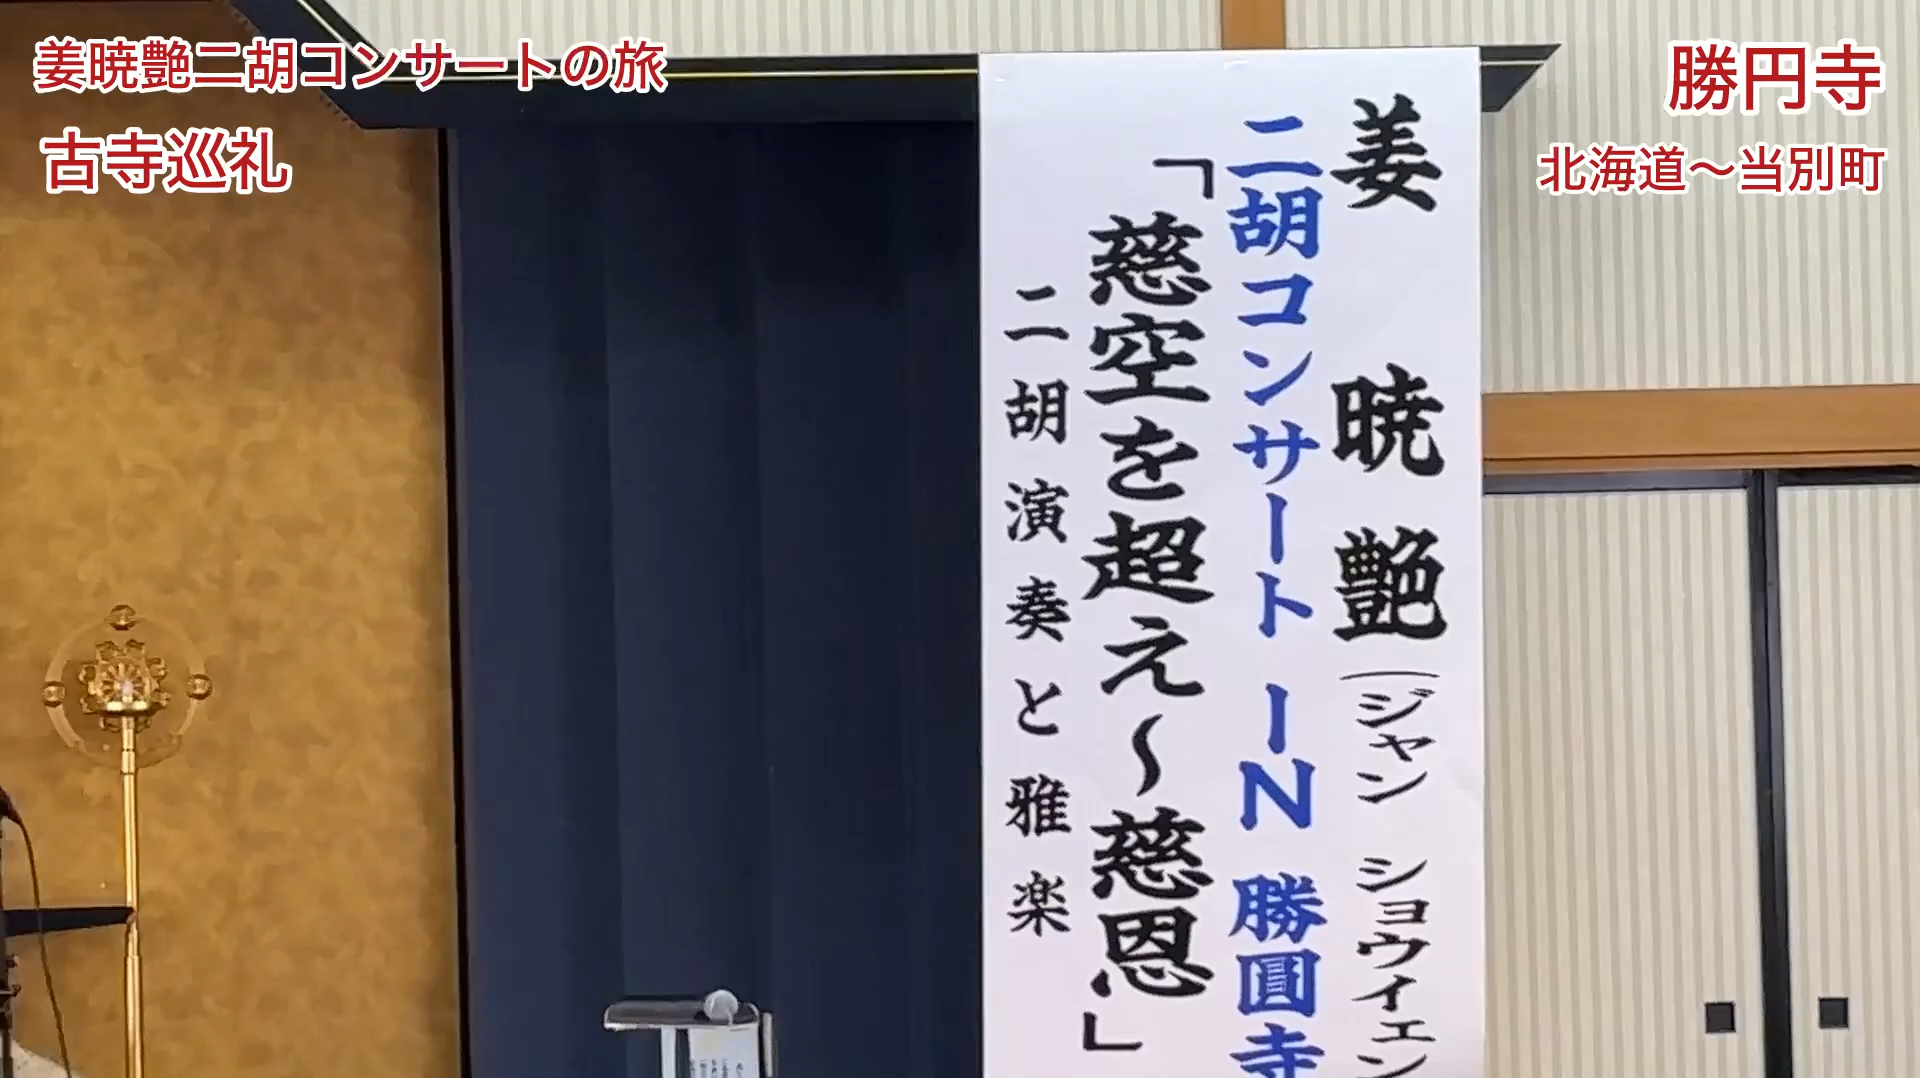 姜暁艶二胡コンサートの旅
古寺巡礼
勝円寺
北海道～当別町
姜 暁 艶(ジャン ショウイェン
二胡コンサート IN 勝圓寺
「慈空を超え～慈恩」
二胡演奏と雅楽